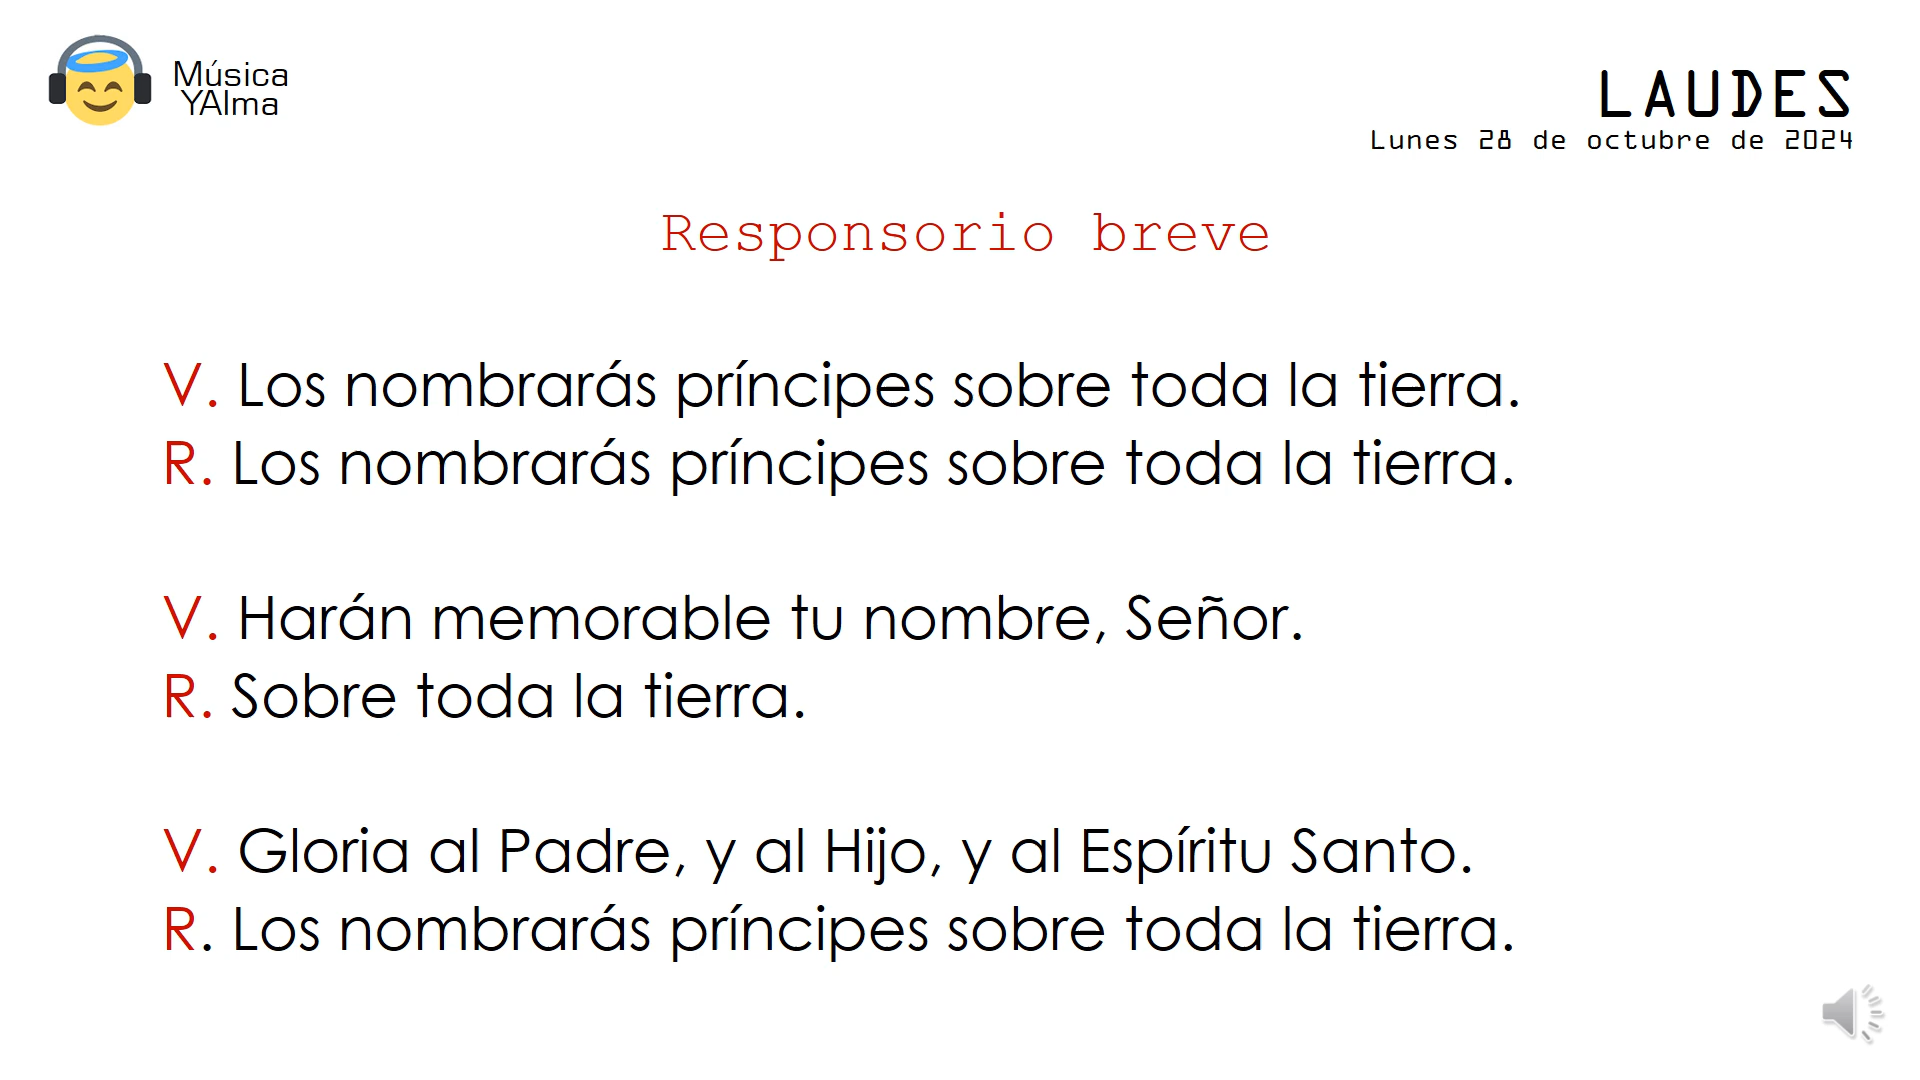 Música
YAlma
LAUDES
Lunes 28 de octubre de 2024
Responsorio breve
V. Los nombrarás príncipes sobre toda la tierra.
R. Los nombrarás príncipes sobre toda la tierra.
V. Harán memorable tu nombre, Señor.
R. Sobre toda la tierra.
V. Gloria al Padre, y al Hijo, y al Espíritu Santo.
R. Los nombrarás príncipes sobre toda la tierra.